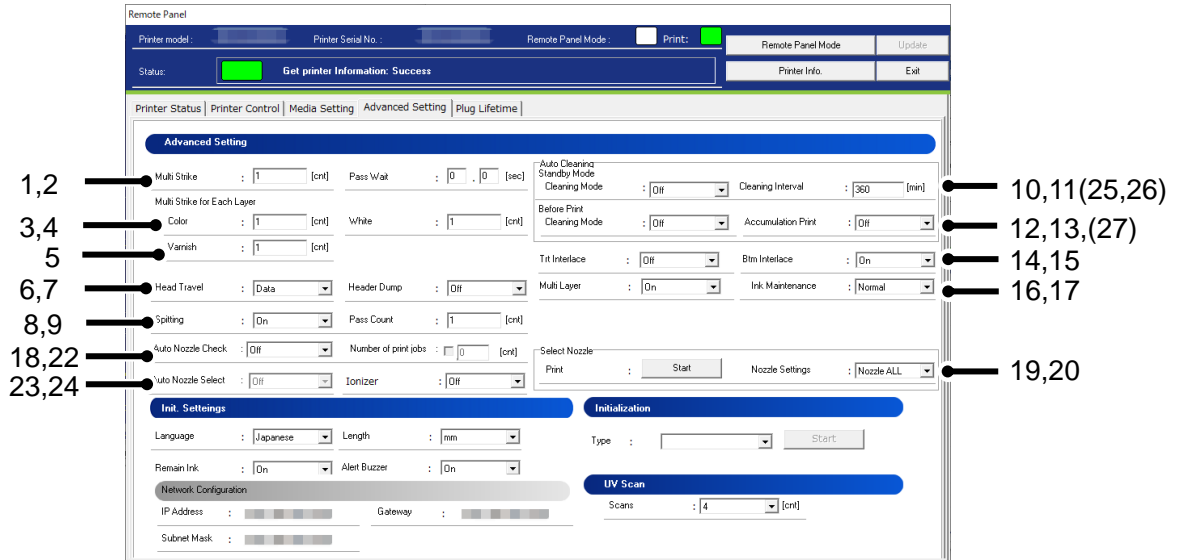 Remote Panel
Printer model : Printer Serial No. : Remote Panel Mode : Print: Remote Panel Mode Update
Status: Get printer Information: Success Printer Info. Exit
Printer Status Printer Control Media Setting Advanced Setting Plug Lifetime
Advanced Setting
Auto Cleaning
Standby Mode
1,2 Multi Strike : 1 [cnt] Pass Wait : 0 . 0 [sec] Cleaning Mode : Off Cleaning Interval : 360 [min] 10,11(25,26)
Multi Strike for Each Layer Before Print
3,4 Color : 1 [cnt] White : 1 [cnt] Cleaning Mode : Off Accumulation Print : Off 12,13,(27)
5 Varnish : 1 [cnt] Trt Interlace : Off Btm Interlace : On 14,15
6,7 Head Travel : Data Header Dump : Off Multi Layer : On Ink Maintenance : Normal 16,17
8,9 Spitting : On Pass Count : 1 [cnt]
18,22 Auto Nozzle Check : Off Number of print jobs : 0 [cnt] Select Nozzle
Print : Start Nozzle Settings : Nozzle ALL 19,20
23,24 uto Nozzle Select : Off Ionizer : Off
Init. Setteings Initialization
Language : Japanese Length : mm Type : Start
Remain Ink : On Alert Buzzer : On
Network Configuration UV Scan
IP Address : Gateway : Scans : 4 [cnt]
Subnet Mask :